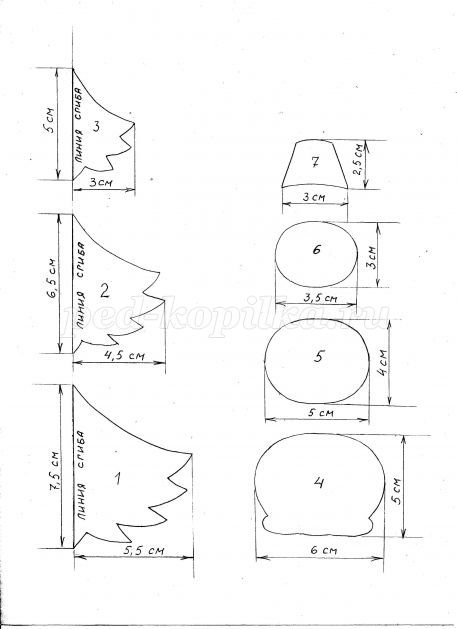 5 см
ЛИНИЯ СГИБА
3
3 см
6,5 см
ЛИНИЯ СГИБА
2
4,5 см
7,5 см
ЛИНИЯ СГИБА
1
5,5 см
7
2,5 см
3 см
6
3 см
3,5 см
ped-kopilka.ru
5
4 см
5 см
4
5 см
6 см